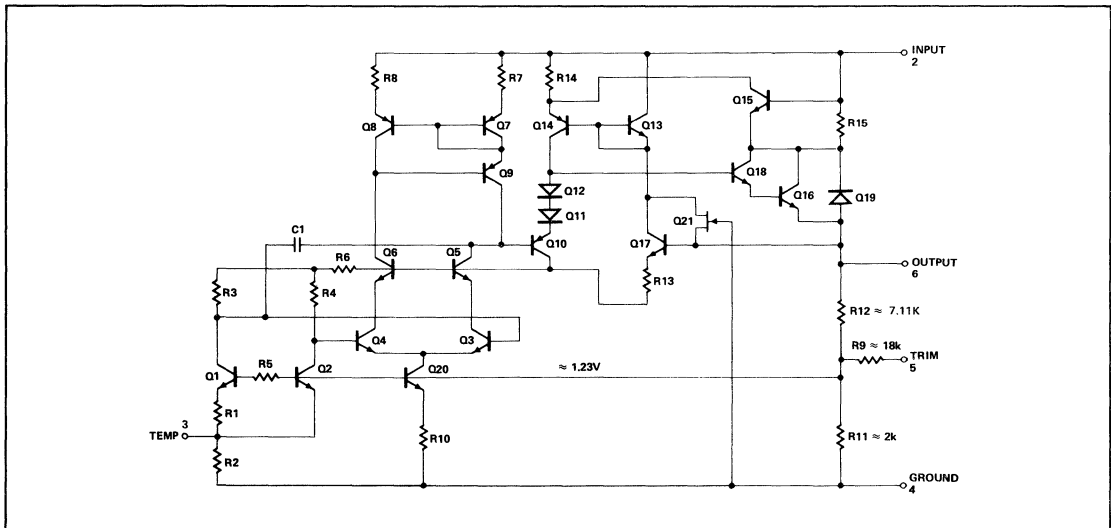 INPUT
2
R8
R7
R14
Q15
R15
Q8
Q7
Q14
Q13
Q9
Q18
Q16
Q19
Q12
Q11
Q21
C1
Q10
Q17
R6
Q6
Q5
OUTPUT
6
R3
R4
R13
R12 ≈ 7.11K
Q4
Q3
R9 ≈ 18k
TRIM
5
≈ 1.23V
Q1
R5
Q2
Q20
R1
TEMP
3
R2
R10
R11 ≈ 2k
GROUND
4